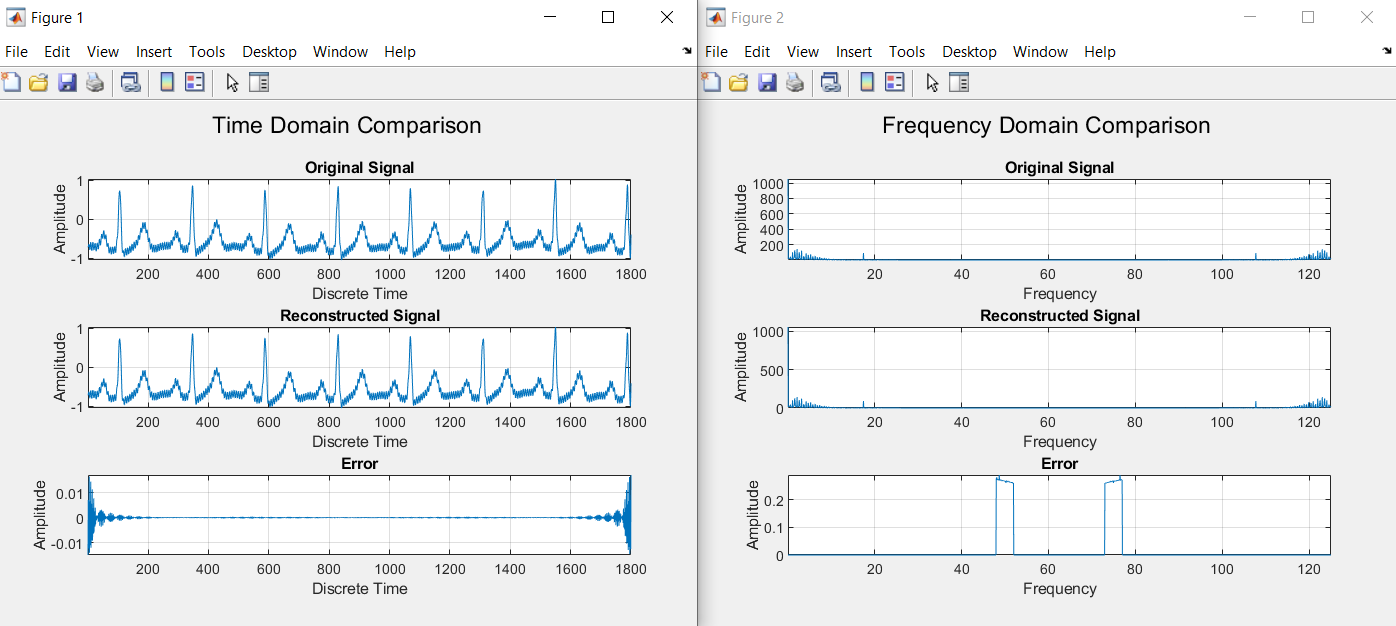 Figure 1
File Edit View Insert Tools Desktop Window Help
Time Domain Comparison
Original Signal
Amplitude
1
0
-1
200 400 600 800 1000 1200 1400 1600 1800
Discrete Time
Reconstructed Signal
Amplitude
1
0
-1
200 400 600 800 1000 1200 1400 1600 1800
Discrete Time
Error
Amplitude
0.01
0
-0.01
200 400 600 800 1000 1200 1400 1600 1800
Discrete Time
Figure 2
File Edit View Insert Tools Desktop Window Help
Frequency Domain Comparison
Original Signal
Amplitude
1000
800
600
400
200
20 40 60 80 100 120
Frequency
Reconstructed Signal
Amplitude
1000
500
0
20 40 60 80 100 120
Frequency
Error
Amplitude
0.2
0.1
0
20 40 60 80 100 120
Frequency